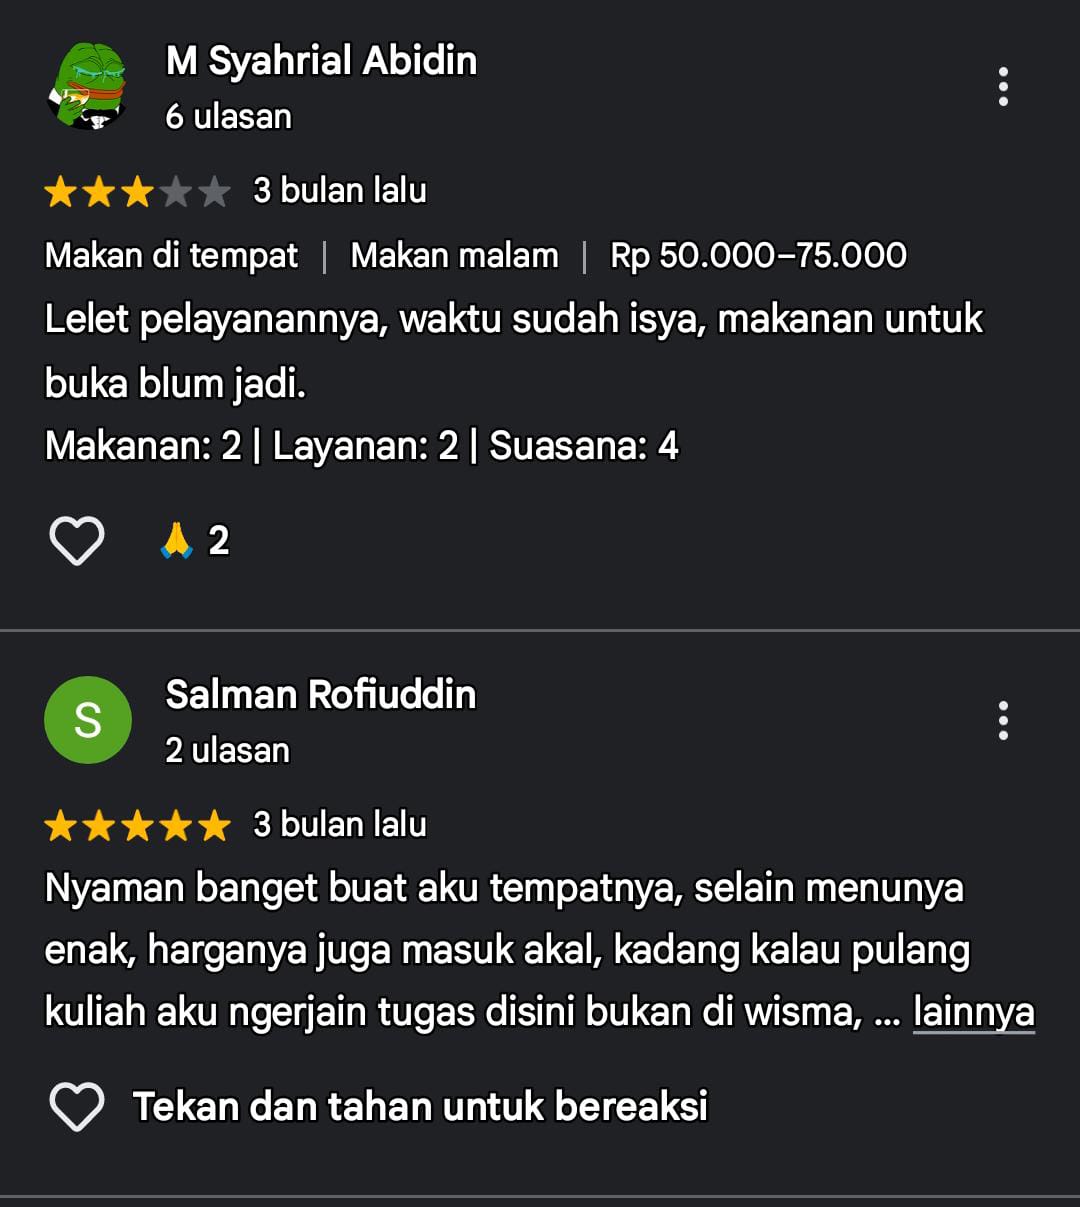 M Syahrial Abidin
6 ulasan
3 bulan lalu
Makan di tempat | Makan malam | Rp 50.000–75.000
Lelet pelayanannya, waktu sudah isya, makanan untuk
buka blum jadi.
Makanan: 2 | Layanan: 2 | Suasana: 4
🙏 2
S
Salman Rofiuddin
2 ulasan
3 bulan lalu
Nyaman banget buat aku tempatnya, selain menunya
enak, harganya juga masuk akal, kadang kalau pulang
kuliah aku ngerjain tugas disini bukan di wisma, ... lainnya
Tekan dan tahan untuk bereaksi